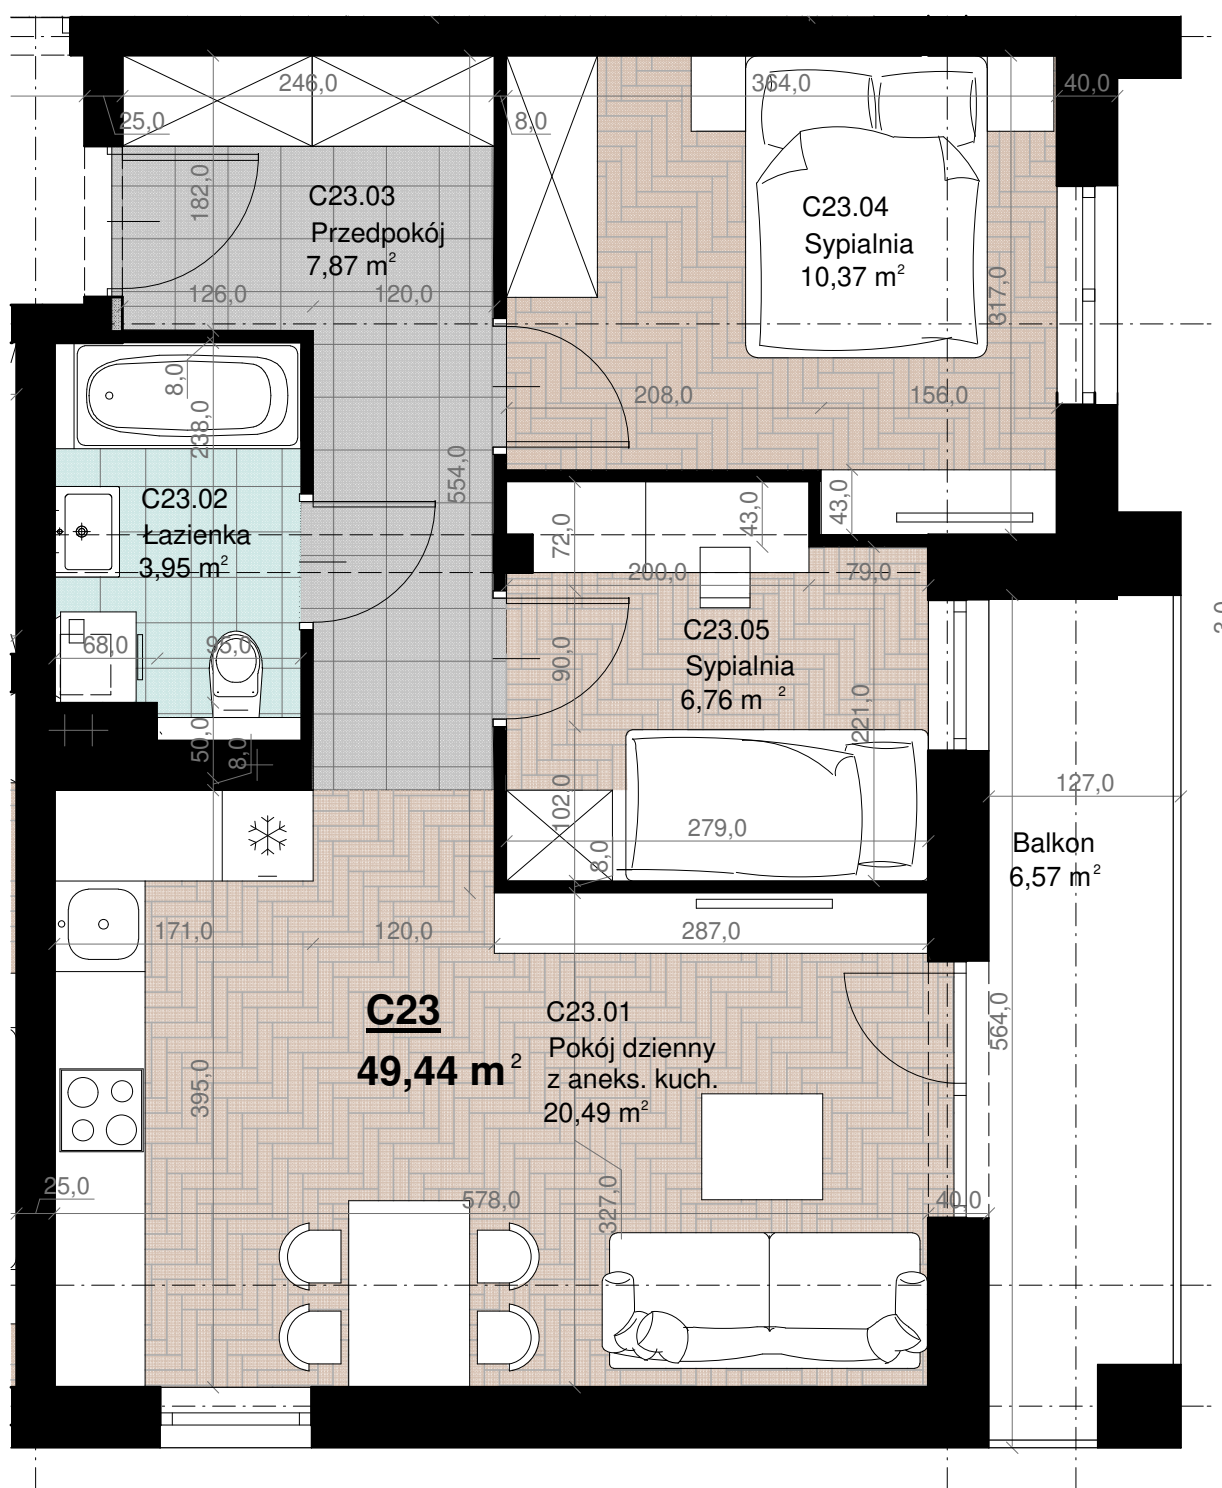 246,0
364,0
40,0
25,0
8,0
182,0
C23.03
Przedpokój
7,87 m²
C23.04
Sypialnia
10,37 m²
317,0
126,0
120,0
8,0
208,0
156,0
238,0
554,0
C23.02
Łazienka
3,95 m²
72,0
43,0
43,0
200,0
79,0
68,0
95,0
C23.05
Sypialnia
6,76 m ²
90,0
221,0
50,0
8,0
102,0
279,0
8,0
127,0
Balkon
6,57 m²
171,0
120,0
287,0
C23
49,44 m²
C23.01
Pokój dzienny
z aneks. kuch.
20,49 m²
564,0
395,0
25,0
578,0
327,0
40,0